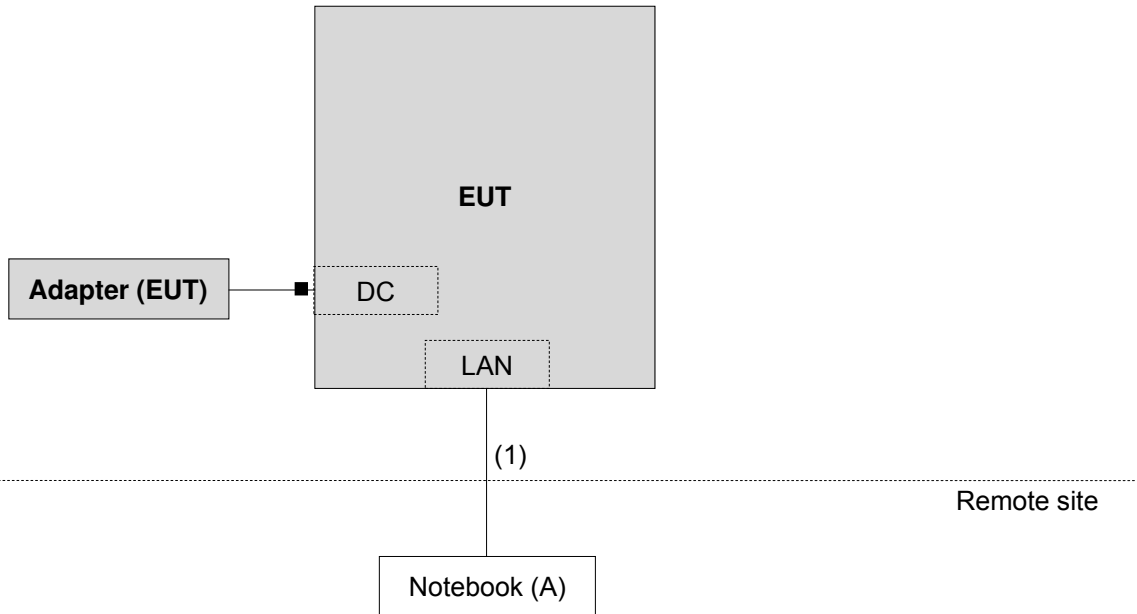 EUT
Adapter (EUT)
DC
LAN
(1)
Remote site
Notebook (A)